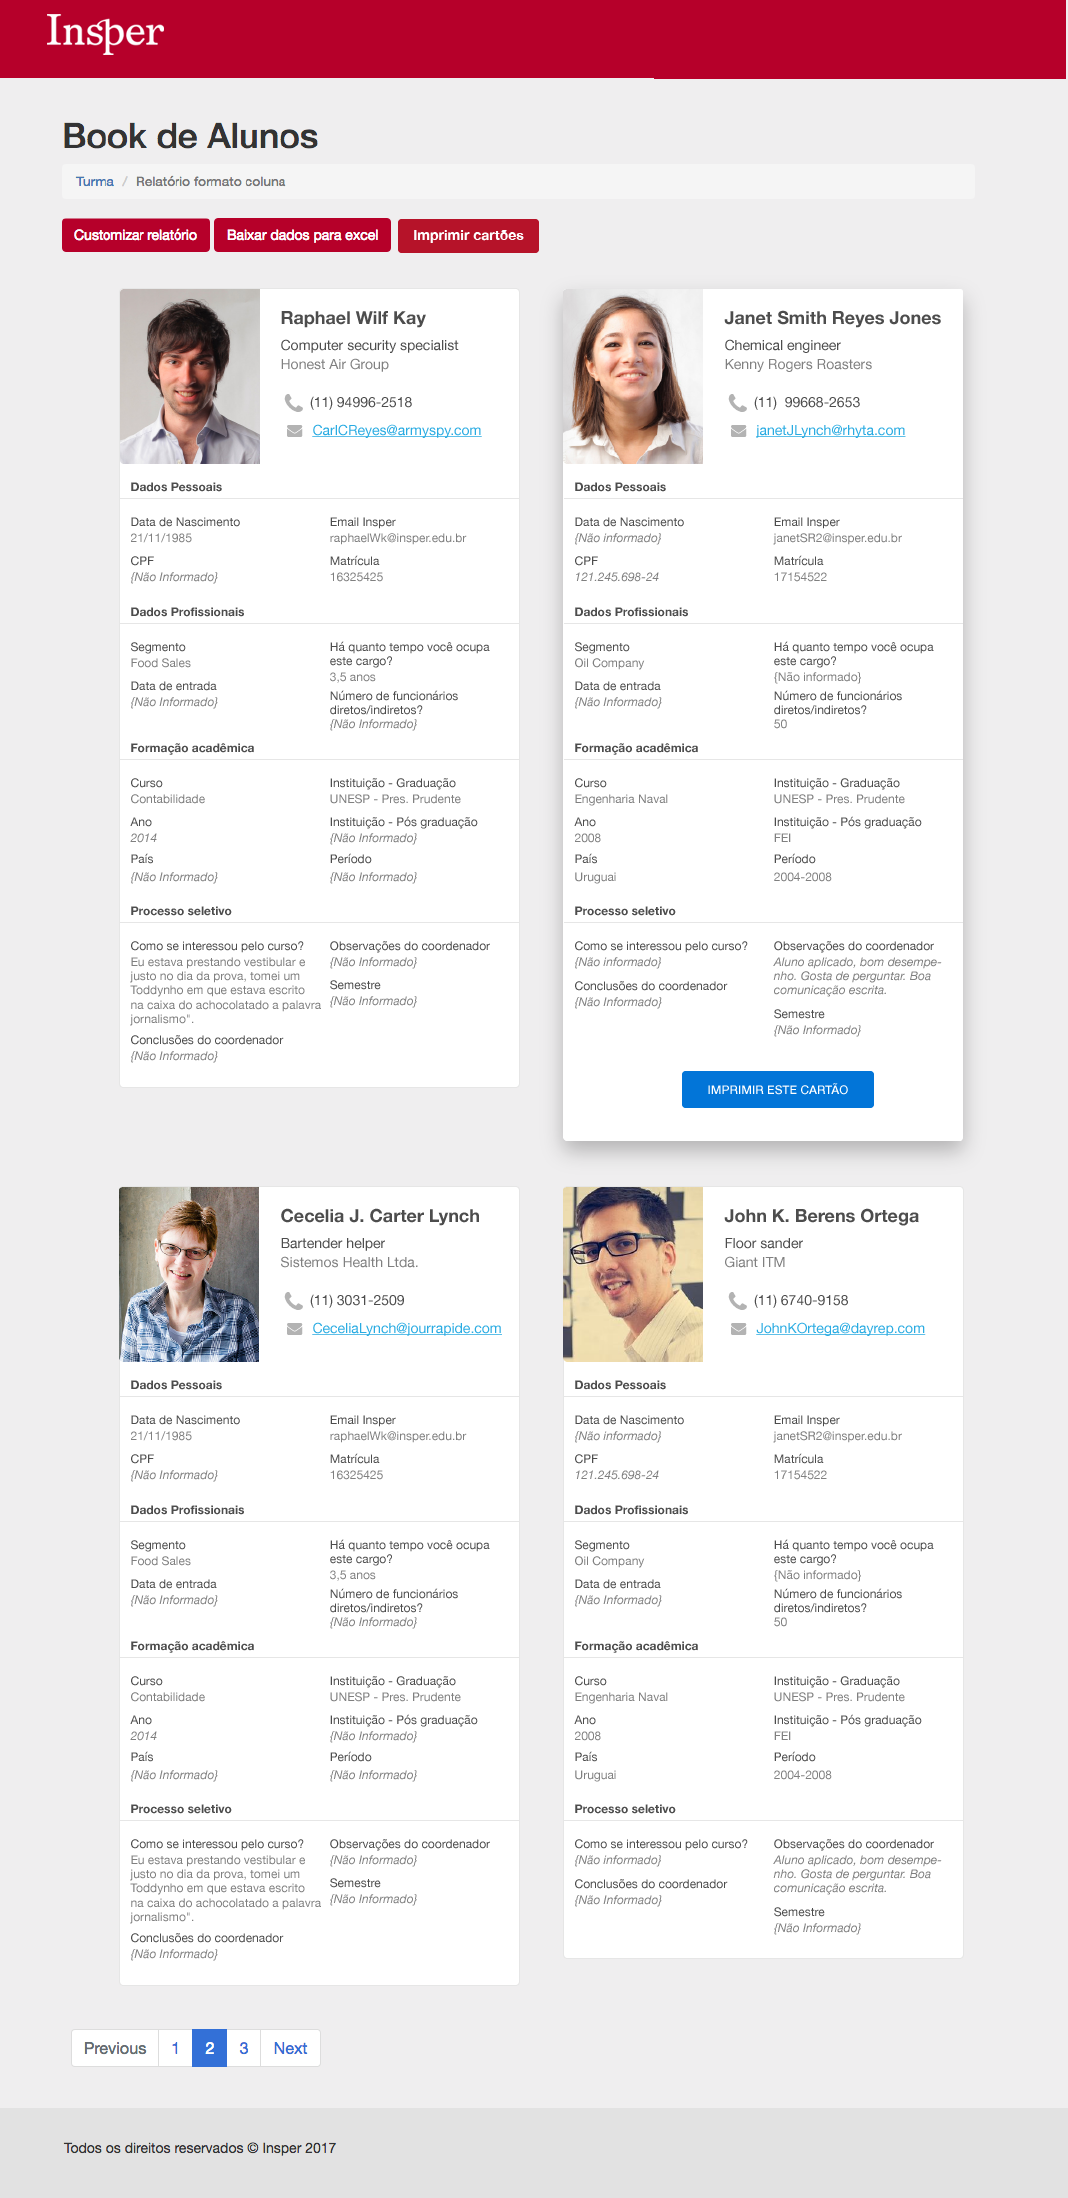 Insper
Book de Alunos
Turma / Relatório formato coluna
Customizar relatório Baixar dados para excel Imprimir cartões
Raphael Wilf Kay
Computer security specialist
Honest Air Group
(11) 94996-2518
CarlCReyes@armyspy.com
Dados Pessoais
Data de Nascimento
21/11/1985
CPF
{Não Informado}
Email Insper
raphaelWk@insper.edu.br
Matrícula
16325425
Dados Profissionais
Segmento
Food Sales
Data de entrada
{Não Informado}
Há quanto tempo você ocupa
este cargo?
3,5 anos
Número de funcionários
diretos/indiretos?
{Não Informado}
Formação acadêmica
Curso
Contabilidade
Ano
2014
País
{Não Informado}
Instituição - Graduação
UNESP - Pres. Prudente
Instituição - Pós graduação
{Não Informado}
Período
{Não Informado}
Processo seletivo
Como se interessou pelo curso?
Eu estava prestando vestibular e
justo no dia da prova, tomei um
Toddynho em que estava escrito
na caixa do achocolatado a palavra
jornalismo".
Conclusões do coordenador
{Não Informado}
Observações do coordenador
{Não Informado}
Semestre
{Não Informado}
Janet Smith Reyes Jones
Chemical engineer
Kenny Rogers Roasters
(11)  99668-2653
janetJLynch@rhyta.com
Dados Pessoais
Data de Nascimento
{Não informado}
CPF
121.245.698-24
Email Insper
janetSR2@insper.edu.br
Matrícula
17154522
Dados Profissionais
Segmento
Oil Company
Data de entrada
{Não Informado}
Há quanto tempo você ocupa
este cargo?
{Não informado}
Número de funcionários
diretos/indiretos?
50
Formação acadêmica
Curso
Engenharia Naval
Ano
2008
País
Uruguai
Instituição - Graduação
UNESP - Pres. Prudente
Instituição - Pós graduação
FEI
Período
2004-2008
Processo seletivo
Como se interessou pelo curso?
{Não informado}
Conclusões do coordenador
{Não Informado}
Observações do coordenador
Aluno aplicado, bom desempe-
nho. Gosta de perguntar. Boa
comunicação escrita.
Semestre
{Não Informado}
IMPRIMIR ESTE CARTÃO
Cecelia J. Carter Lynch
Bartender helper
Sistemos Health Ltda.
(11) 3031-2509
CeceliaLynch@jourrapide.com
Dados Pessoais
Data de Nascimento
21/11/1985
CPF
{Não Informado}
Email Insper
raphaelWk@insper.edu.br
Matrícula
16325425
Dados Profissionais
Segmento
Food Sales
Data de entrada
{Não Informado}
Há quanto tempo você ocupa
este cargo?
3,5 anos
Número de funcionários
diretos/indiretos?
{Não Informado}
Formação acadêmica
Curso
Contabilidade
Ano
2014
País
{Não Informado}
Instituição - Graduação
UNESP - Pres. Prudente
Instituição - Pós graduação
{Não Informado}
Período
{Não Informado}
Processo seletivo
Como se interessou pelo curso?
Eu estava prestando vestibular e
justo no dia da prova, tomei um
Toddynho em que estava escrito
na caixa do achocolatado a palavra
jornalismo".
Conclusões do coordenador
{Não Informado}
Observações do coordenador
{Não Informado}
Semestre
{Não Informado}
John K. Berens Ortega
Floor sander
Giant ITM
(11) 6740-9158
JohnKOrtega@dayrep.com
Dados Pessoais
Data de Nascimento
{Não informado}
CPF
121.245.698-24
Email Insper
janetSR2@insper.edu.br
Matrícula
17154522
Dados Profissionais
Segmento
Oil Company
Data de entrada
{Não Informado}
Há quanto tempo você ocupa
este cargo?
{Não informado}
Número de funcionários
diretos/indiretos?
50
Formação acadêmica
Curso
Engenharia Naval
Ano
2008
País
Uruguai
Instituição - Graduação
UNESP - Pres. Prudente
Instituição - Pós graduação
FEI
Período
2004-2008
Processo seletivo
Como se interessou pelo curso?
{Não informado}
Conclusões do coordenador
{Não Informado}
Observações do coordenador
Aluno aplicado, bom desempe-
nho. Gosta de perguntar. Boa
comunicação escrita.
Semestre
{Não Informado}
Previous 1 2 3 Next
Todos os direitos reservados © Insper 2017